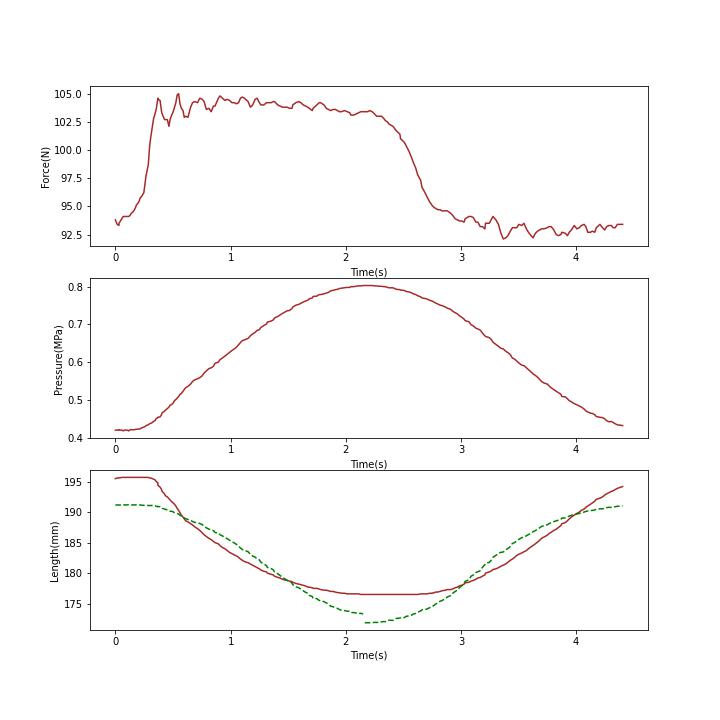 Force(N)
105.0
102.5
100.0
97.5
95.0
92.5
0 1 2 3 4
Time(s)
Pressure(MPa)
0.8
0.7
0.6
0.5
0.4
0 1 2 3 4
Time(s)
Length(mm)
195
190
185
180
175
0 1 2 3 4
Time(s)